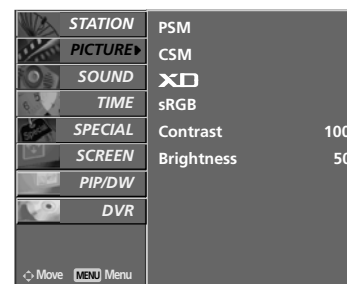 STATION
PICTURE
SOUND
TIME
SPECIAL
SCREEN
PIP/DW
DVR
Move MENU Menu
PSM
CSM
XD
sRGB
Contrast 100
Brightness 50